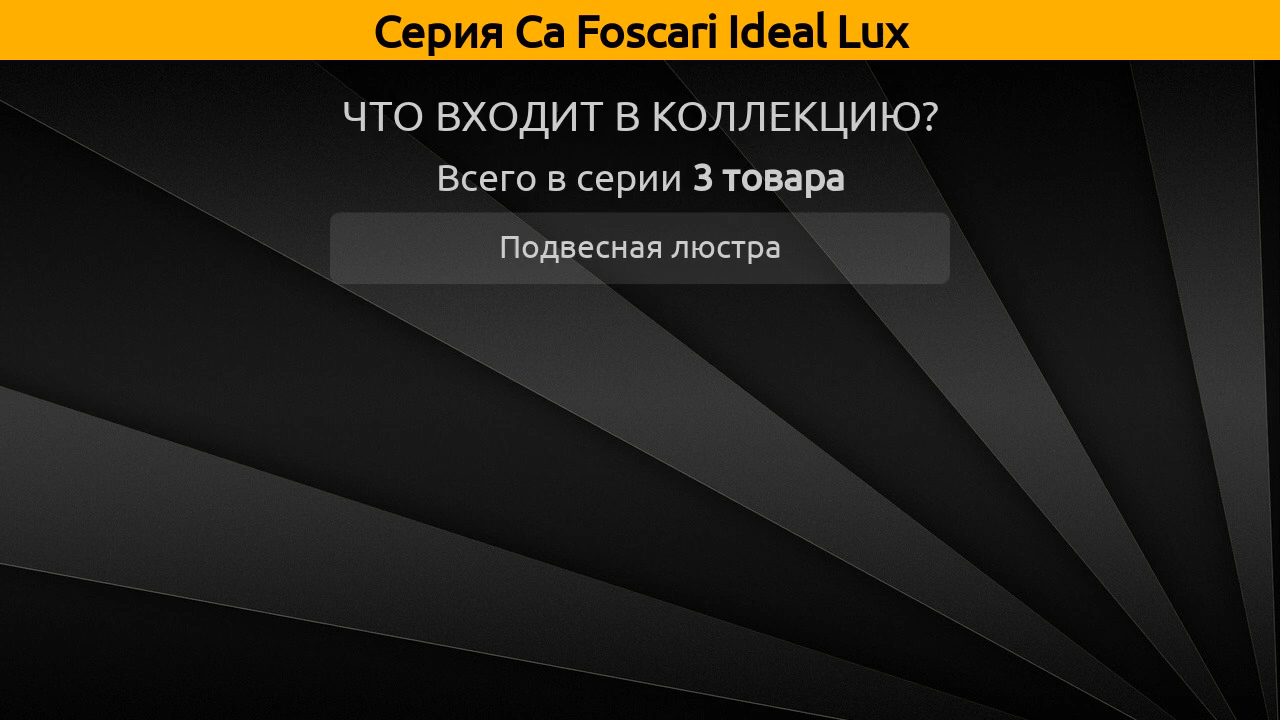 Серия Ca Foscari Ideal Lux
ЧТО ВХОДИТ В КОЛЛЕКЦИЮ?
Всего в серии 3 товара
Подвесная люстра